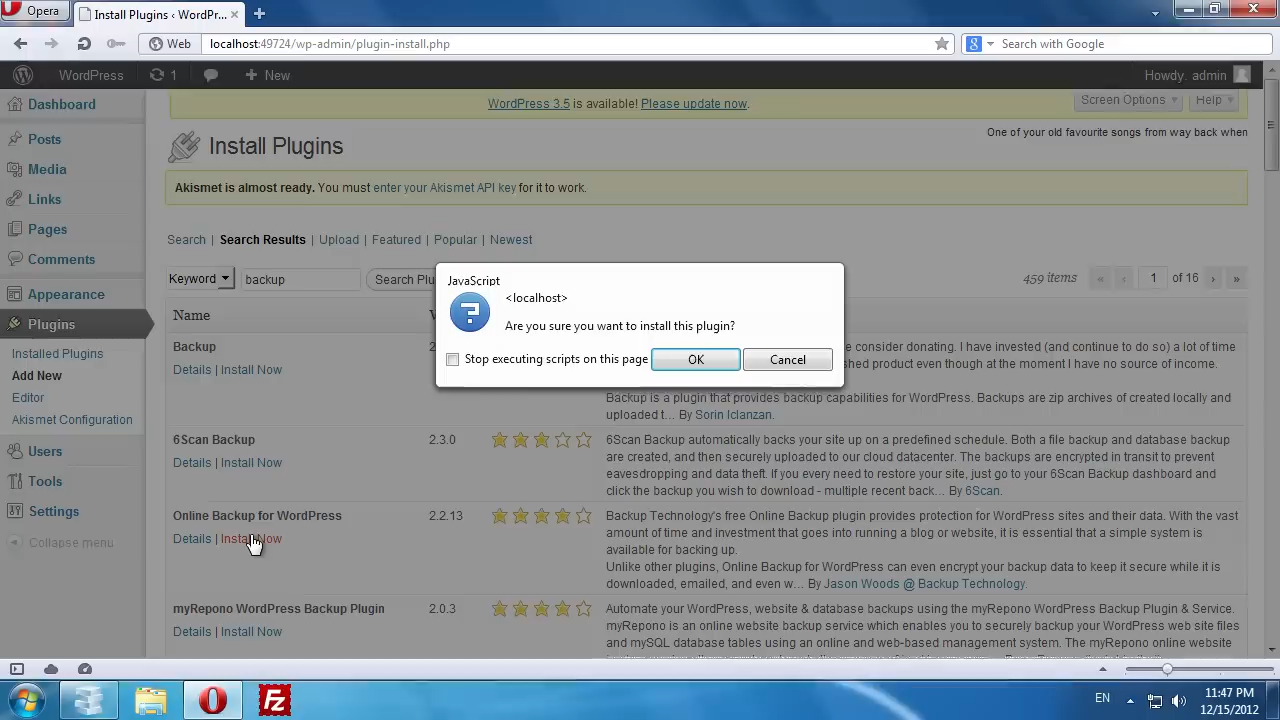 Opera
Install Plugins ‹ WordPr...
Web
localhost:49724/wp-admin/plugin-install.php
Search with Google
WordPress
1
New
Howdy, admin
Dashboard
Posts
Media
Links
Pages
Comments
Appearance
Plugins
Installed Plugins
Add New
Editor
Akismet Configuration
Users
Tools
Settings
Collapse menu
WordPress 3.5 is available! Please update now.
Screen Options
Help
One of your old favourite songs from way back when
Install Plugins
Akismet is almost ready. You must enter your Akismet API key for it to work.
Search | Search Results | Upload | Featured | Popular | Newest
Keyword
backup
Search Plu
459 items
«
‹
1
of 16
›
»
JavaScript
<localhost>
Are you sure you want to install this plugin?
Stop executing scripts on this page
OK
Cancel
Name
V
Backup
2
Details | Install Now
consider donating. I have invested (and continue to do so) a lot of time
shed product even though at the moment I have no source of income.
Backup is a plugin that provides backup capabilities for WordPress. Backups are zip archives of created locally and
uploaded t… By Sorin Iclanzan.
6Scan Backup
2.3.0
Details | Install Now
6Scan Backup automatically backs your site up on a predefined schedule. Both a file backup and database backup
are created, and then securely uploaded to our cloud datacenter. The backups are encrypted in transit to prevent
eavesdropping and data theft. If you every need to restore your site, just go to your 6Scan Backup dashboard and
click the backup you wish to download - multiple recent back… By 6Scan.
Online Backup for WordPress
2.2.13
Details | Install Now
Backup Technology's free Online Backup plugin provides protection for WordPress sites and their data. With the vast
amount of time and investment that goes into running a blog or website, it is essential that a simple system is
available for backing up.
Unlike other plugins, Online Backup for WordPress can even encrypt your backup data to keep it secure while it is
downloaded, emailed, and even w… By Jason Woods @ Backup Technology.
myRepono WordPress Backup Plugin
2.0.3
Details | Install Now
Automate your WordPress, website & database backups using the myRepono WordPress Backup Plugin & Service.
myRepono is an online website backup service which enables you to securely backup your WordPress web site files
and mySQL database tables using an online and web-based management system. The myRepono online website
Fz
EN
11:47 PM
12/15/2012